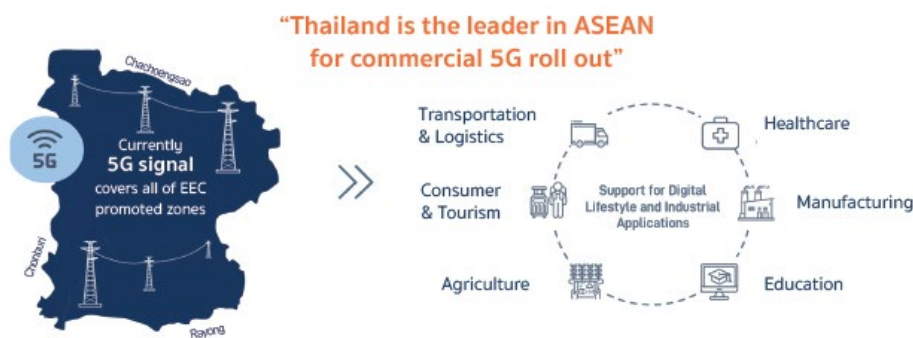 “Thailand is the leader in ASEAN
for commercial 5G roll out”
Chachoengsao
5G
Currently
5G signal
covers all of EEC
promoted zones
Chonburi
Rayong
Transportation
& Logistics
Healthcare
Consumer
& Tourism
Support for Digital
Lifestyle and Industrial
Applications
Manufacturing
Agriculture
Education